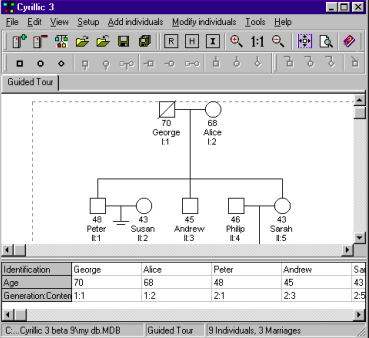 Cyrillic 3
File Edit View Setup Add individuals Modify individuals Tools Help
R H I 1:1
Guided Tour
70 68
George Alice
I:1 I:2
48 43 45 46 43
Peter Susan Andrew Philip Sarah
II:1 II:2 II:3 II:4 II:5
Identification George Alice Peter Andrew Sar
Age 70 68 48 45 43
Generation:Conten 1:1 1:2 2:1 2:3 2:5
C:...Cyrillic 3 beta 9\my db.MDB Guided Tour 9 Individuals, 3 Marriages